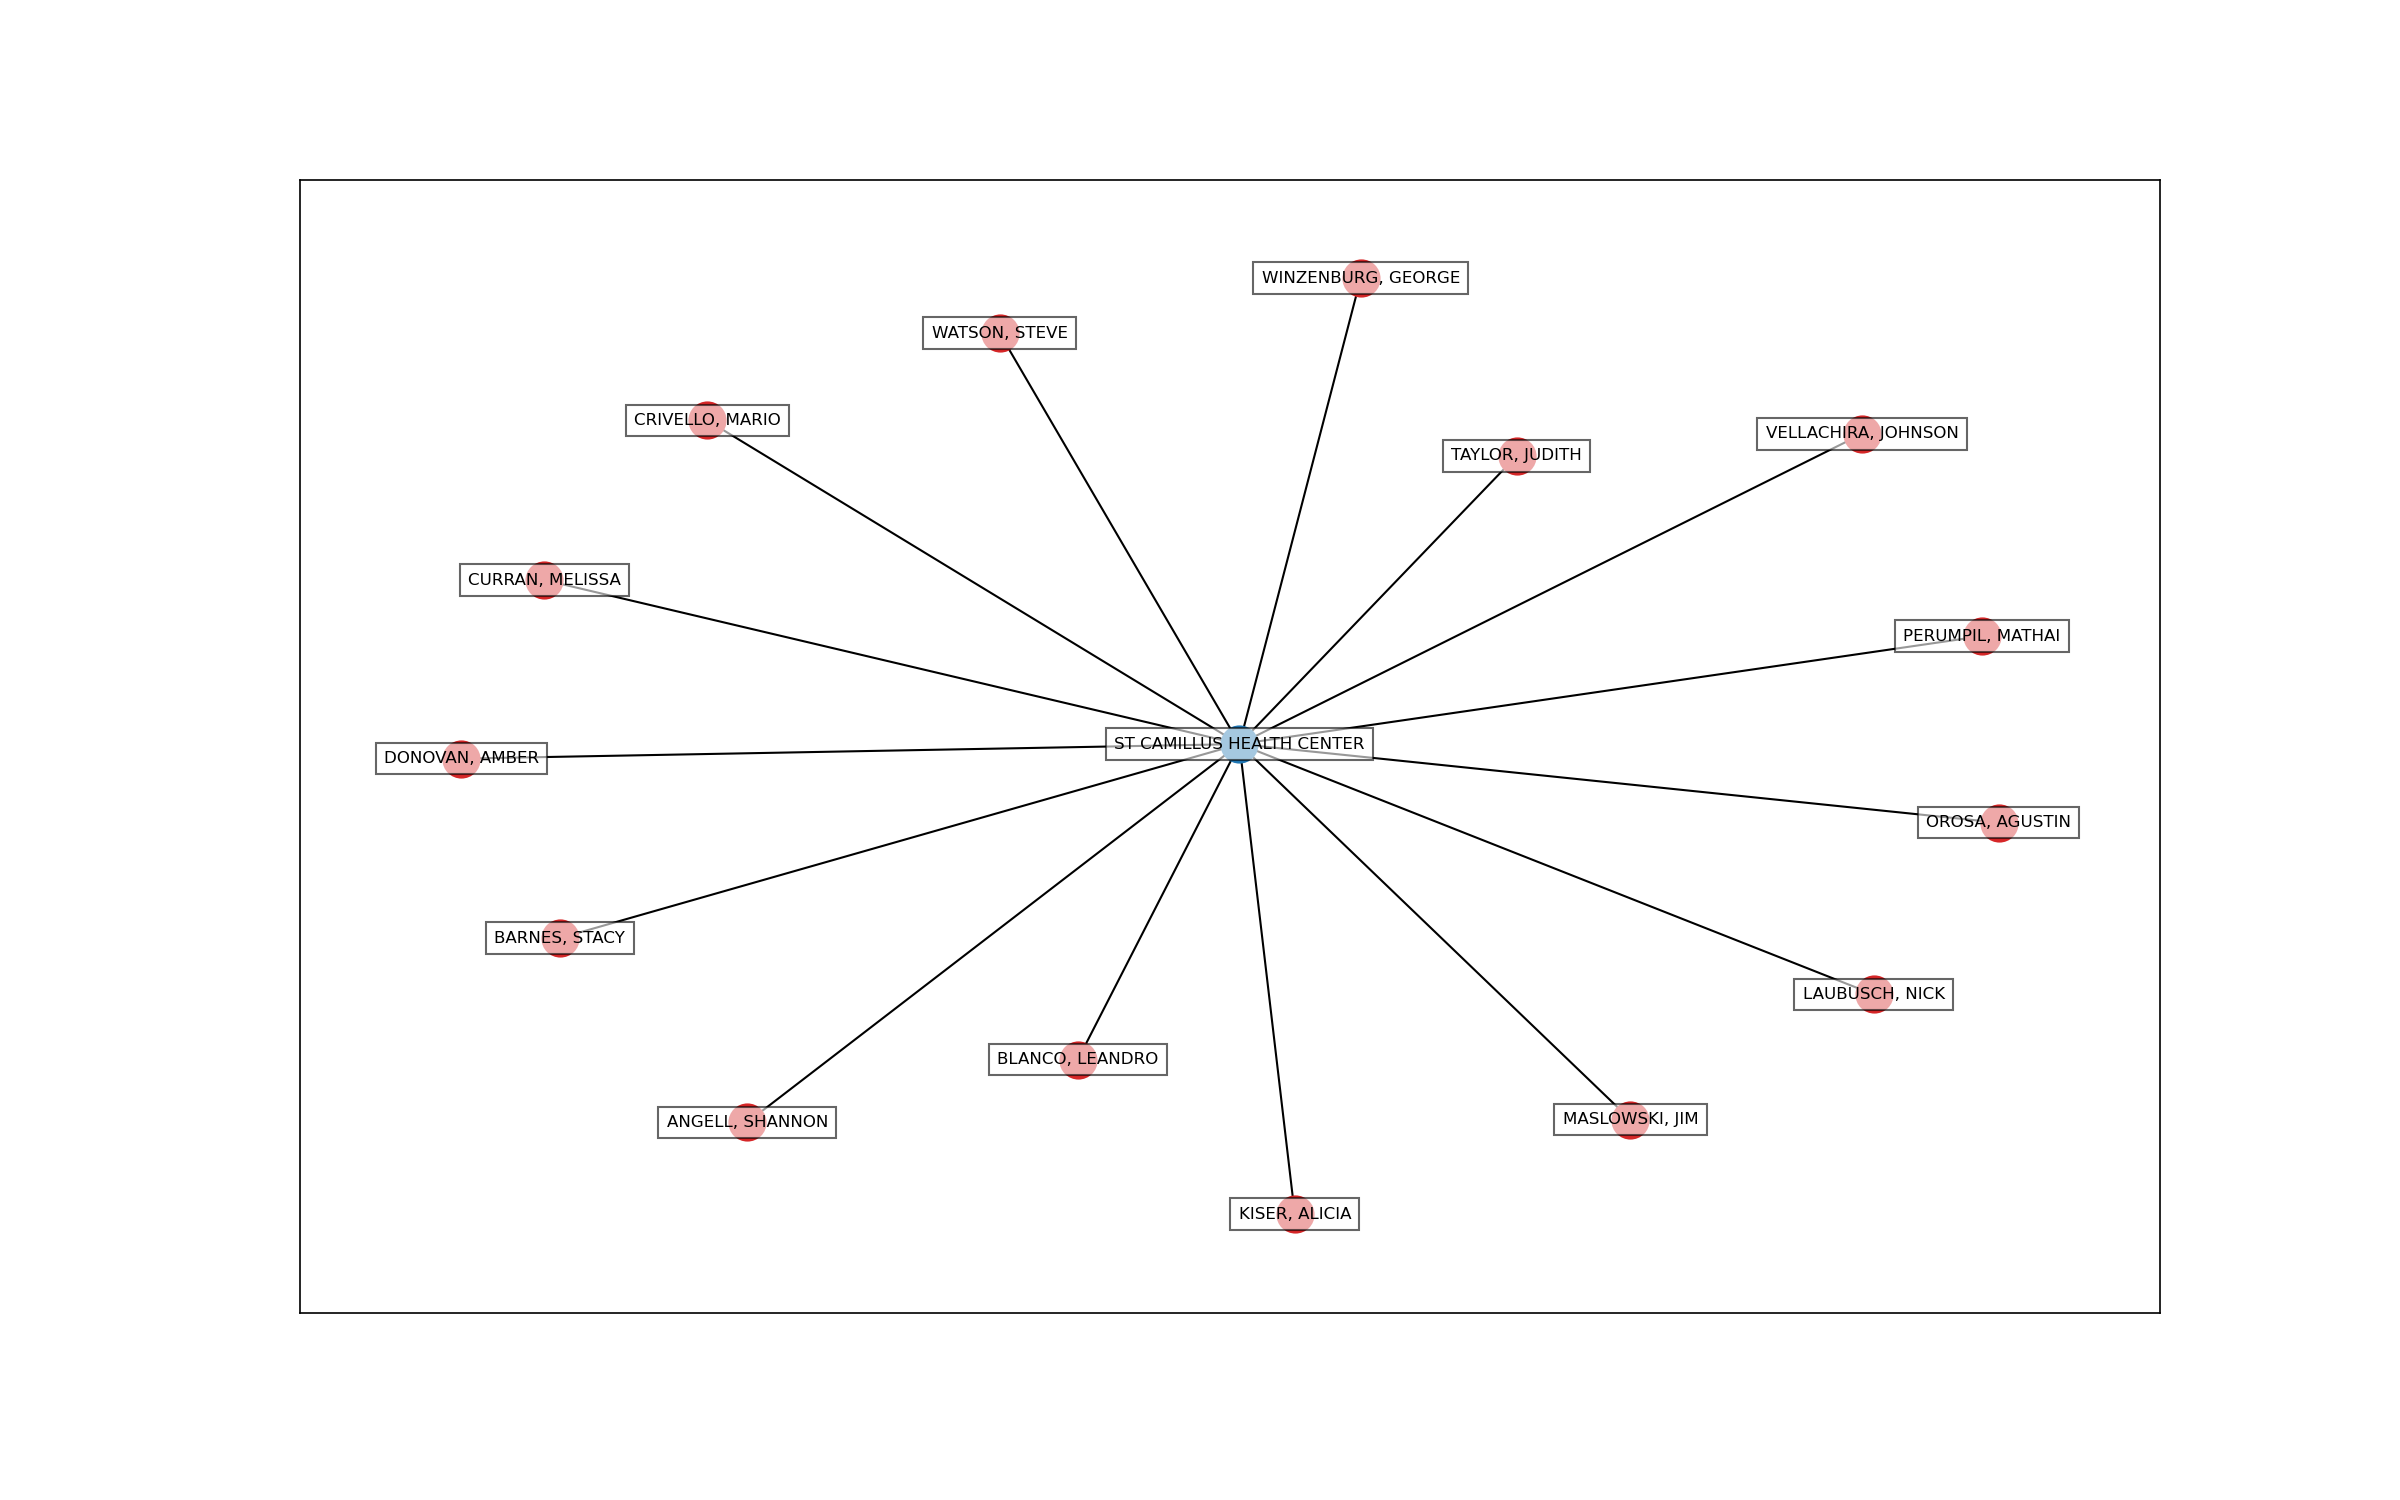 WINZENBURG, GEORGE
WATSON, STEVE
CRIVELLO, MARIO
VELLACHIRA, JOHNSON
TAYLOR, JUDITH
CURRAN, MELISSA
PERUMPIL, MATHAI
ST CAMILLUS HEALTH CENTER
DONOVAN, AMBER
OROSA, AGUSTIN
BARNES, STACY
LAUBUSCH, NICK
BLANCO, LEANDRO
MASLOWSKI, JIM
ANGELL, SHANNON
KISER, ALICIA